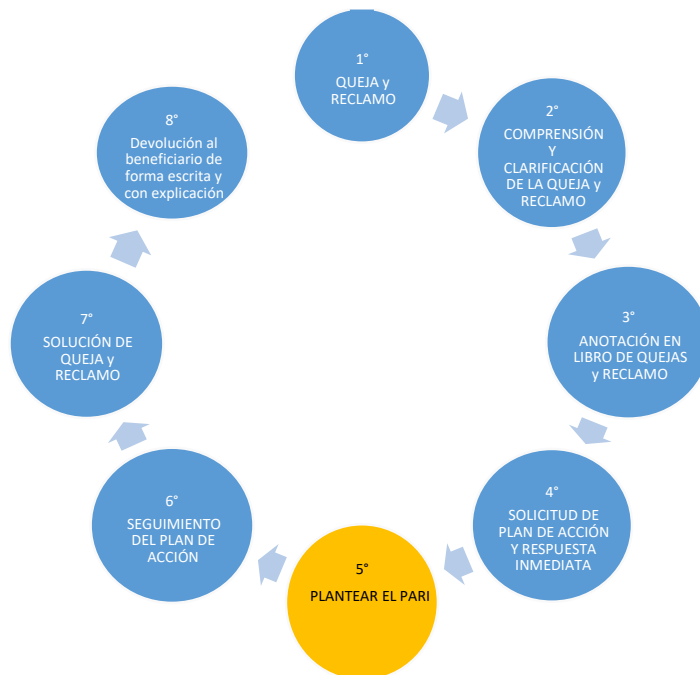 1°
QUEJA y
RECLAMO
2°
COMPRENSIÓN
Y
CLARIFICACIÓN
DE LA QUEJA y
RECLAMO
3°
ANOTACIÓN EN
LIBRO DE QUEJAS
y RECLAMO
4°
SOLICITUD DE
PLAN DE ACCIÓN
Y RESPUESTA
INMEDIATA
5°
PLANTEAR EL PARI
6°
SEGUIMIENTO
DEL PLAN DE
ACCIÓN
7°
SOLUCIÓN DE
QUEJA y
RECLAMO
8°
Devolución al
beneficiario de
forma escrita y
con explicación